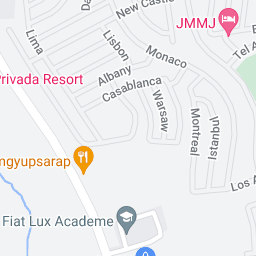 New Castle
JMMJ
Lima
Lisbon
Monaco
Tel A
Privada Resort
Albany
Casablanca
Warsaw
Istanbul
Montreal
ngyupsarap
Los A
Fiat Lux Academe